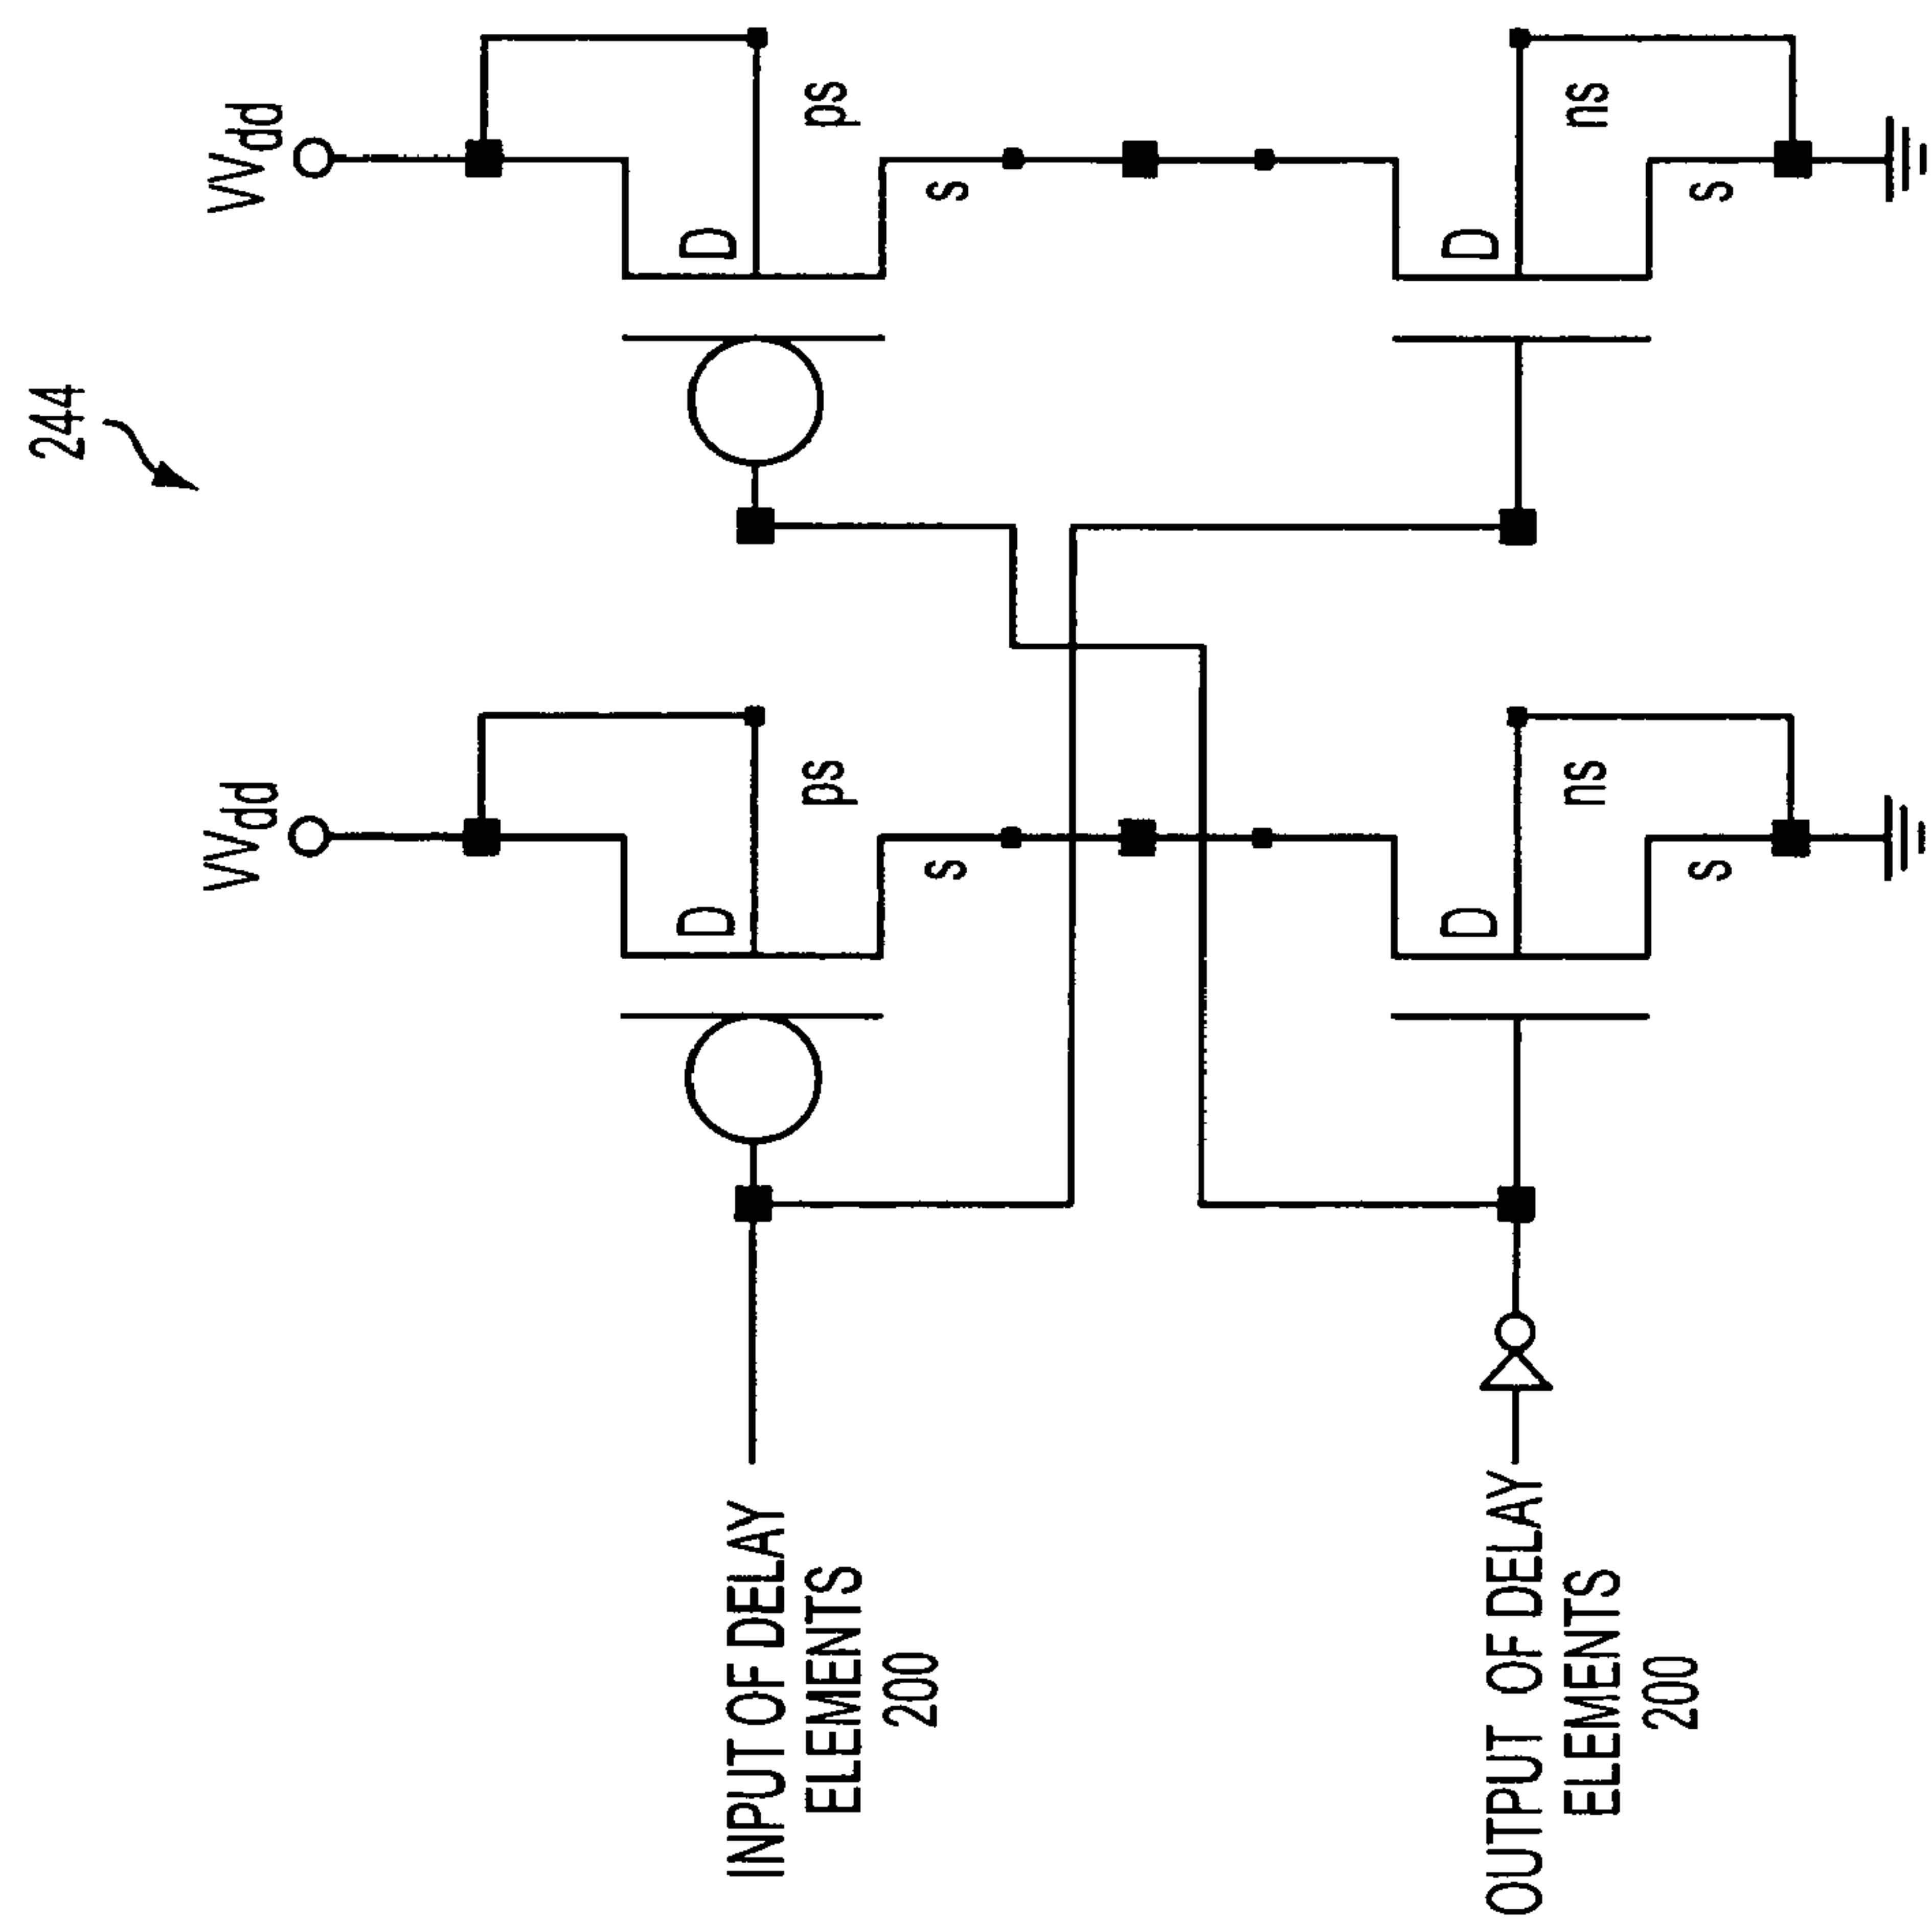 244
VVdd
VVdd
D
D
INPUT OF DELAY
ELEMENTS
200
ps
ps
s
s
D
D
OUTPUT OF DELAY
ELEMENTS
200
ns
ns
s
s